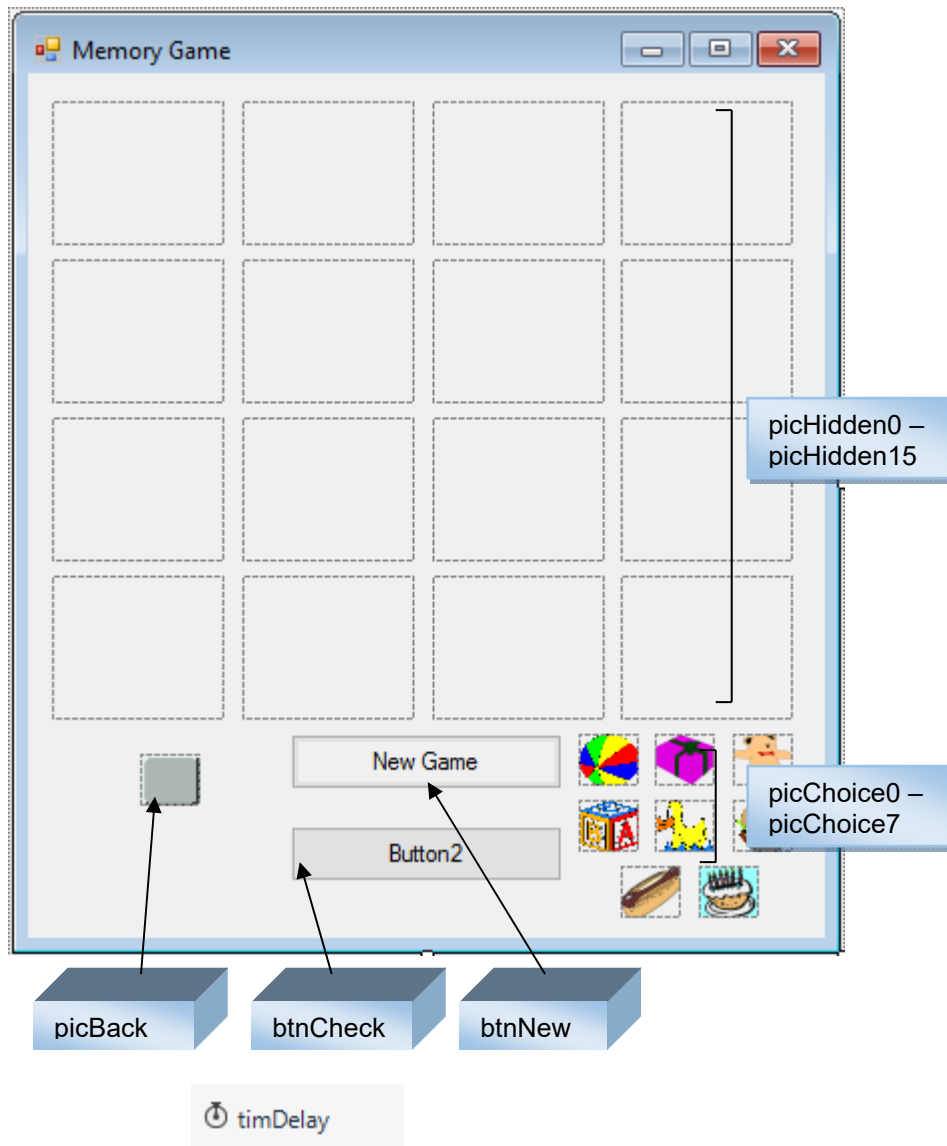 Memory Game
picHidden0 –
picHidden15
New Game
picChoice0 –
picChoice7
Button2
picBack
btnCheck
btnNew
timDelay